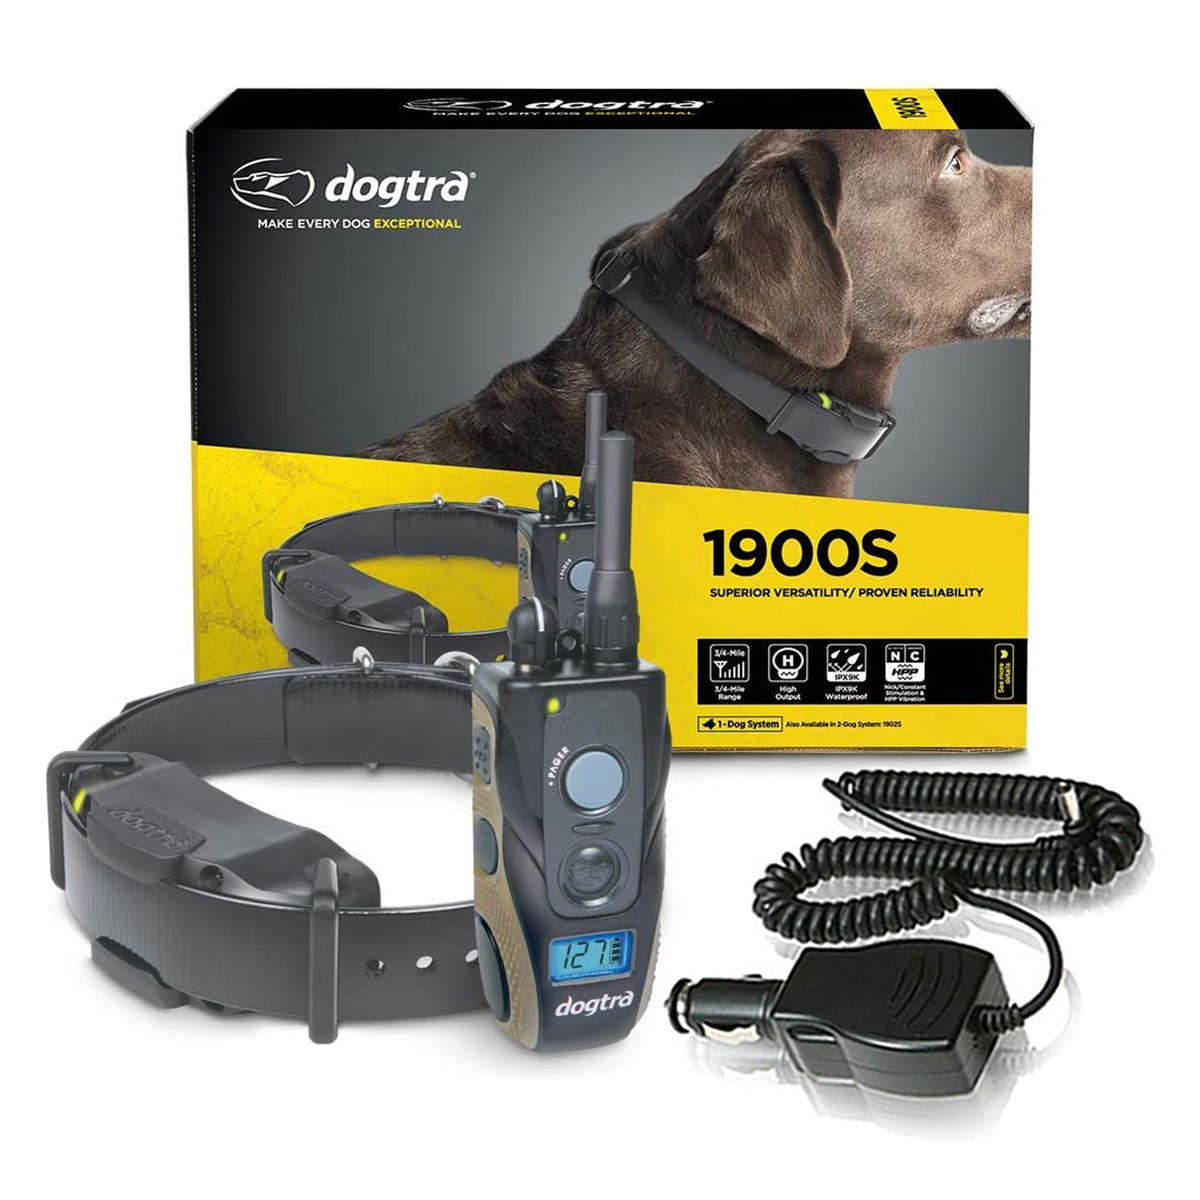 dogtra®
MAKE EVERY DOG EXCEPTIONAL
1900S
dogtra®
MAKE EVERY DOG EXCEPTIONAL
1900S
SUPERIOR VERSATILITY/ PROVEN RELIABILITY
3/4-Mile
3/4-Mile
Range
H
High
Output
IPX9K
IPX9K
Waterproof
N C
HPP
Nick/Constant
Stimulation &
HPP Vibration
See more
details
1-Dog System
Also Available in 2-Dog System: 1902S
PAGER
dogtra
PAGER
127
dogtra